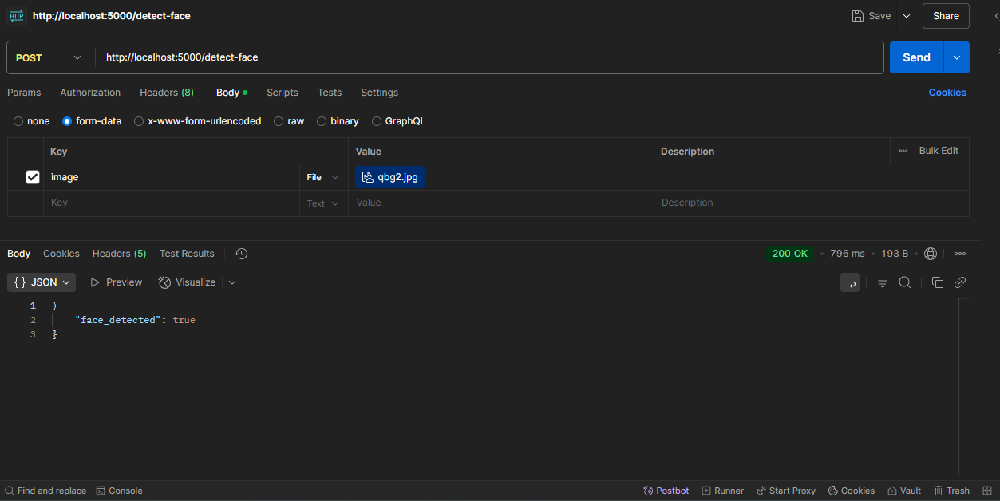 HTTP http://localhost:5000/detect-face Save Share
POST http://localhost:5000/detect-face Send
Params Authorization Headers (8) Body Scripts Tests Settings Cookies
none form-data x-www-form-urlencoded raw binary GraphQL
Key Value Description Bulk Edit
image File qbg2.jpg
Key Text Value Description
Body Cookies Headers (5) Test Results 200 OK • 796 ms • 193 B •
{} JSON Preview Visualize
1 {
2 "face_detected": true
3 }
Find and replace Console Postbot Runner Start Proxy Cookies Vault Trash